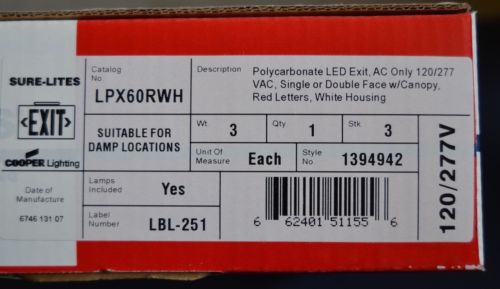 SURE-LITES
EXIT
COOPER Lighting
Date of
Manufacture
6746 131 07
Catalog
No
LPX60RWH
Description
Polycarbonate LED Exit, AC Only 120/277
VAC, Single or Double Face w/Canopy,
Red Letters, White Housing
SUITABLE FOR
DAMP LOCATIONS
Wt
3
Qty
1
Stk
3
Unit Of
Measure
Each
Style
No
1394942
Lamps
Included
Yes
Label
Number
LBL-251
6 62401 51155 6
120/277V